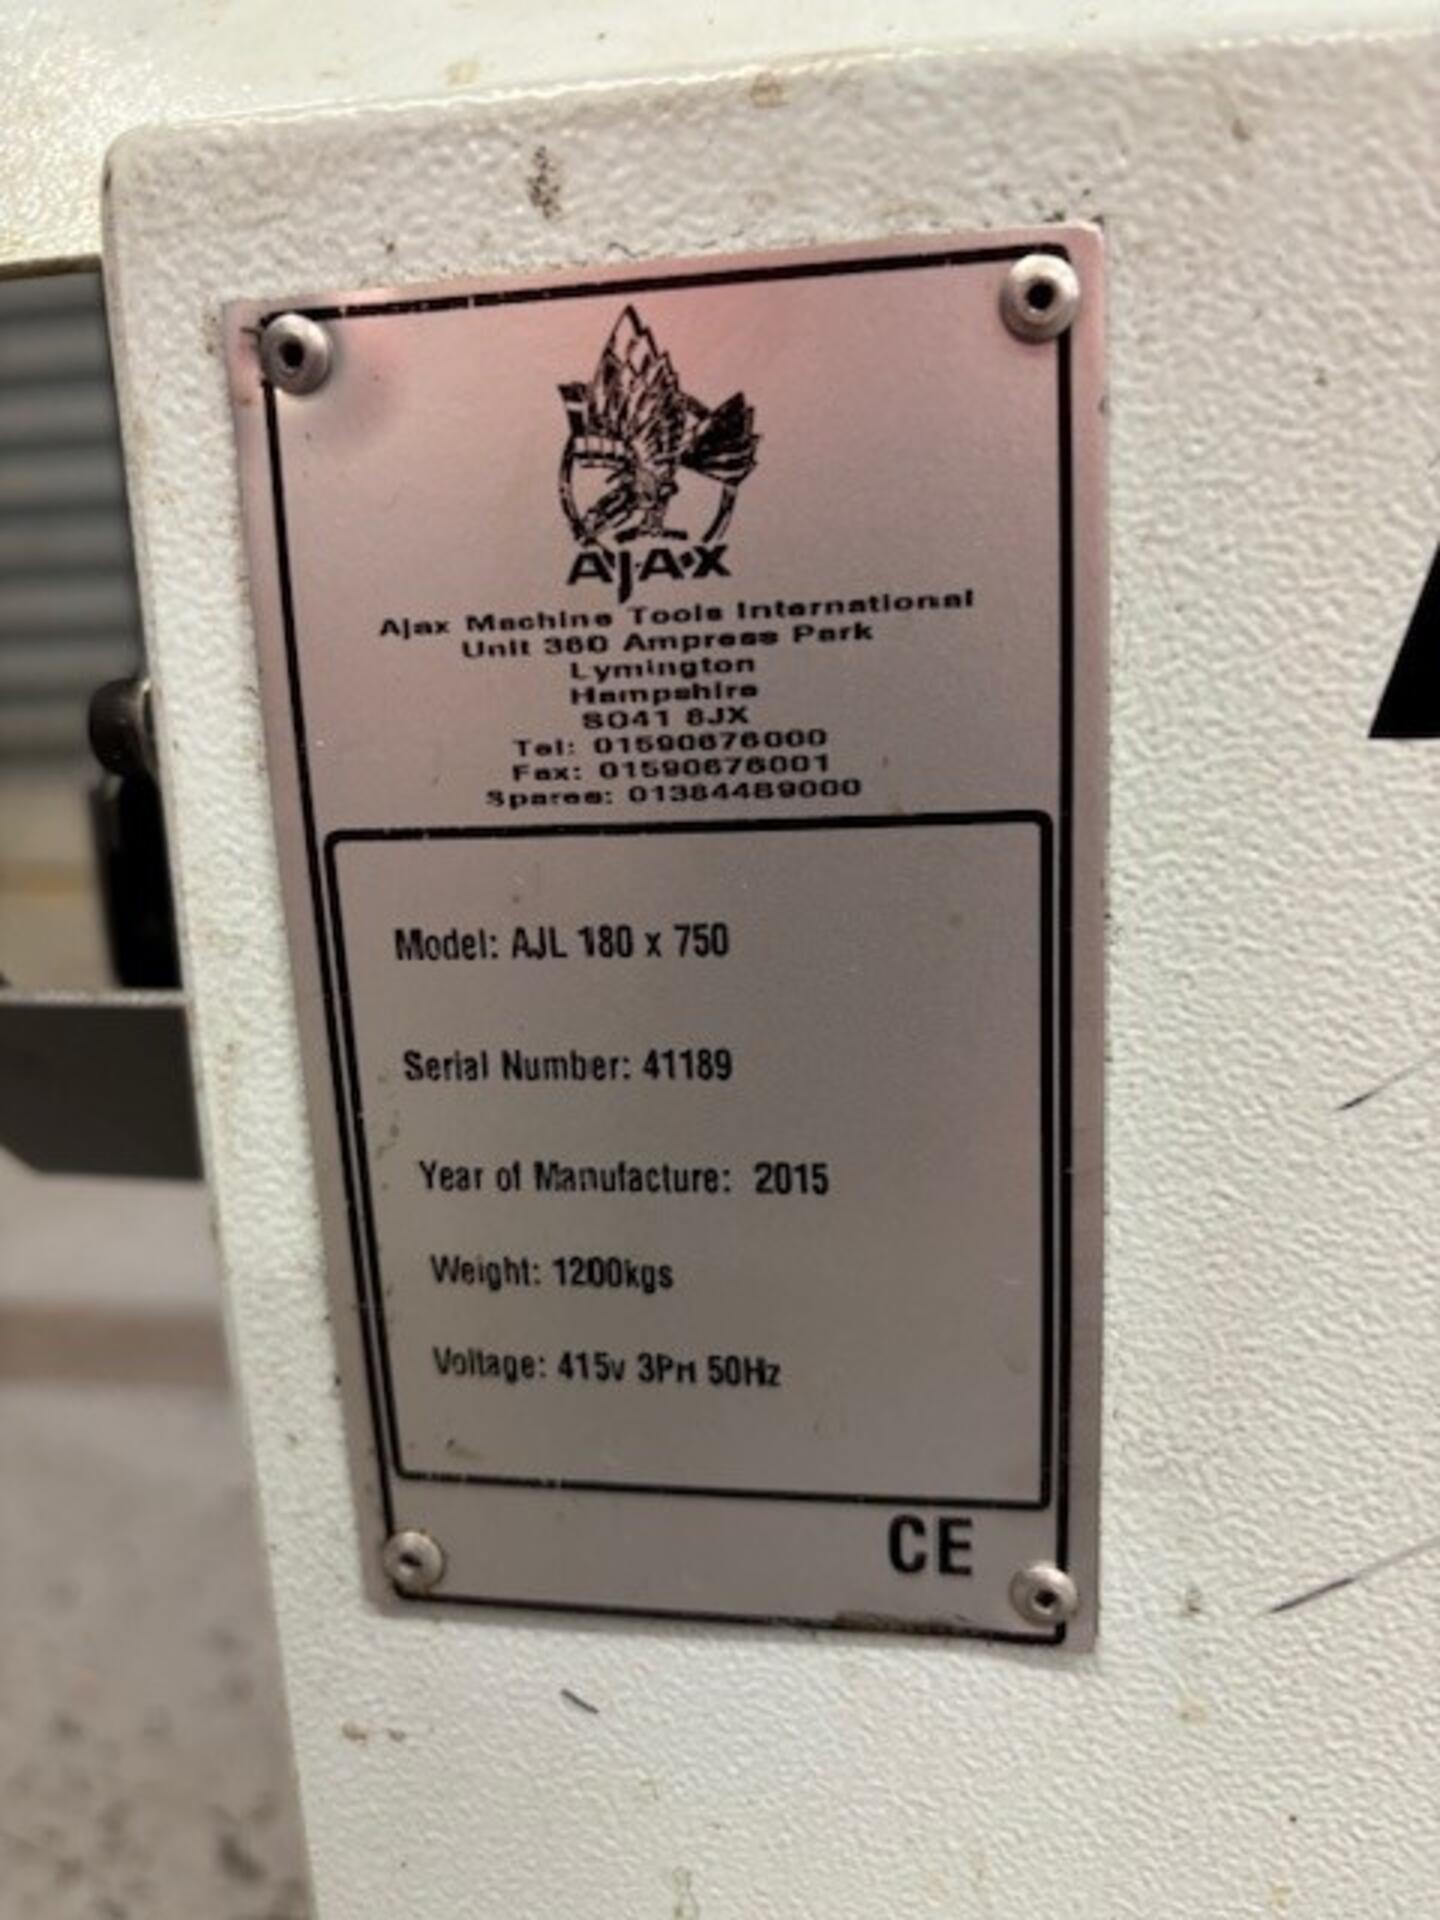 AJAX
Ajax Machine Tools International
Unit 360 Ampress Park
Lymington
Hampshire
SO41 8JX
Tel: 01590676000
Fax: 01590676001
Spares: 01384489000
Model: AJL 180 x 750
Serial Number: 41189
Year of Manufacture: 2015
Weight: 1200kgs
Voltage: 415v 3PH 50Hz
CE